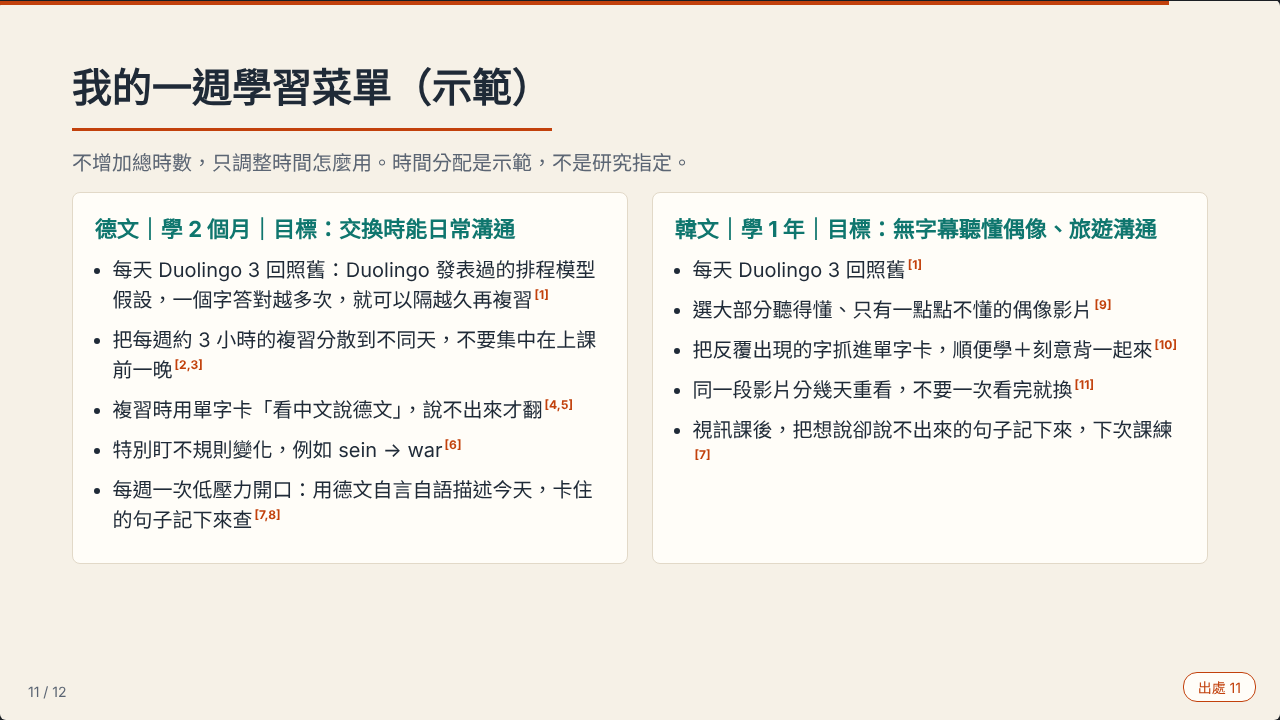 我的一週學習菜單（示範）
不增加總時數，只調整時間怎麼用。時間分配是示範，不是研究指定。
德文｜學 2 個月｜目標：交換時能日常溝通
• 每天 Duolingo 3 回照舊：Duolingo 發表過的排程模型
假設，一個字答對越多次，就可以隔越久再複習[1]
• 把每週約 3 小時的複習分散到不同天，不要集中在上課
前一晚[2,3]
• 複習時用單字卡「看中文說德文」，說不出來才翻[4,5]
• 特別盯不規則變化，例如 sein → war[6]
• 每週一次低壓力開口：用德文自言自語描述今天，卡住
的句子記下來查[7,8]
韓文｜學 1 年｜目標：無字幕聽懂偶像、旅遊溝通
• 每天 Duolingo 3 回照舊[1]
• 選大部分聽得懂、只有一點點不懂的偶像影片[9]
• 把反覆出現的字抓進單字卡，順便學＋刻意背一起來[10]
• 同一段影片分幾天重看，不要一次看完就換[11]
• 視訊課後，把想說卻說不出來的句子記下來，下次課練
[7]
11 / 12
出處 11